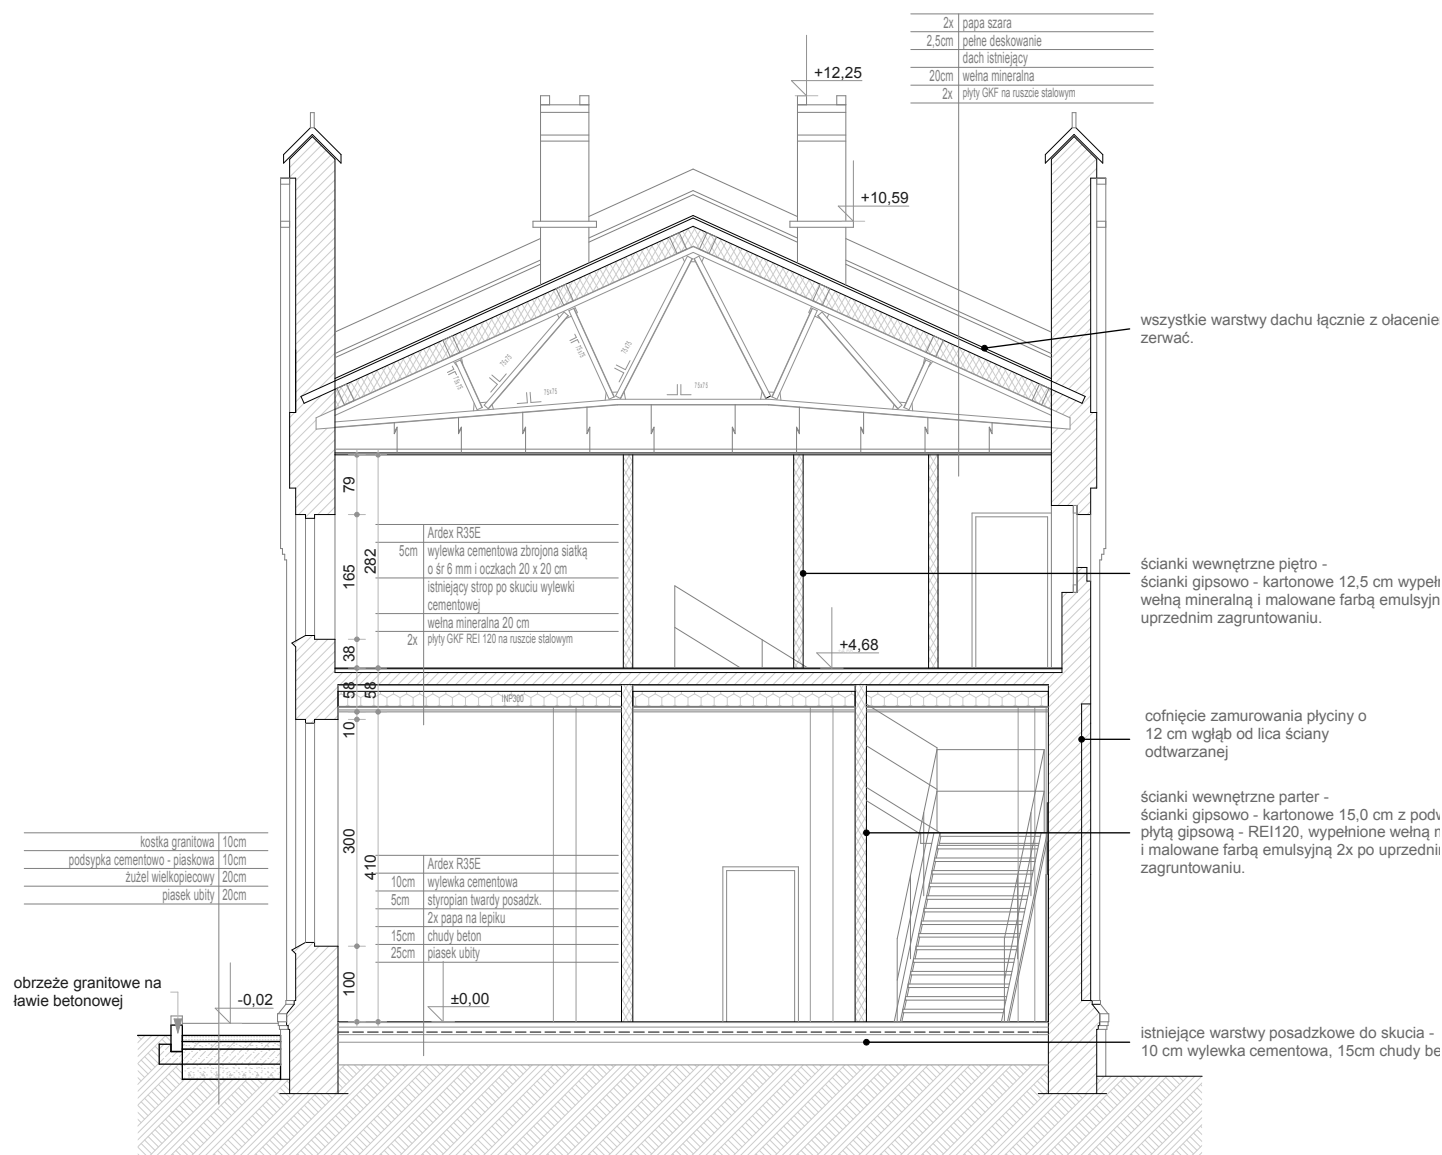 2x papa szara
2,5cm pełne deskowanie
dach istniejący
20cm wełna mineralna
2x płyty GKF na ruszcie stalowym
+12,25
+10,59
wszystkie warstwy dachu łącznie z ołacenie
zerwać.
75x75
75x75
75x75
75x75
75x75
75x75
79
165
282
38
58
58
10
300
410
100
Ardex R35E
5cm wylewka cementowa zbrojona siatką
o śr 6 mm i oczkach 20 x 20 cm
istniejący strop po skuciu wylewki
cementowej
wełna mineralna 20 cm
2x płyty GKF REI 120 na ruszcie stalowym
+4,68
INP300
ścianki wewnętrzne piętro -
ścianki gipsowo - kartonowe 12,5 cm wypeł
wełną mineralną i malowane farbą emulsyjn
uprzednim zagruntowaniu.
cofnięcie zamurowania płyciny o
12 cm wgłąb od lica ściany
odtwarzanej
ścianki wewnętrzne parter -
ścianki gipsowo - kartonowe 15,0 cm z podw
płytą gipsową - REI120, wypełnione wełną m
i malowane farbą emulsyjną 2x po uprzedni
zagruntowaniu.
kostka granitowa 10cm
podsypka cementowo - piaskowa 10cm
żużel wielkopiecowy 20cm
piasek ubity 20cm
Ardex R35E
10cm wylewka cementowa
5cm styropian twardy posadzk.
2x papa na lepiku
15cm chudy beton
25cm piasek ubity
obrzeże granitowe na
ławie betonowej
-0,02
±0,00
istniejące warstwy posadzkowe do skucia -
10 cm wylewka cementowa, 15cm chudy be